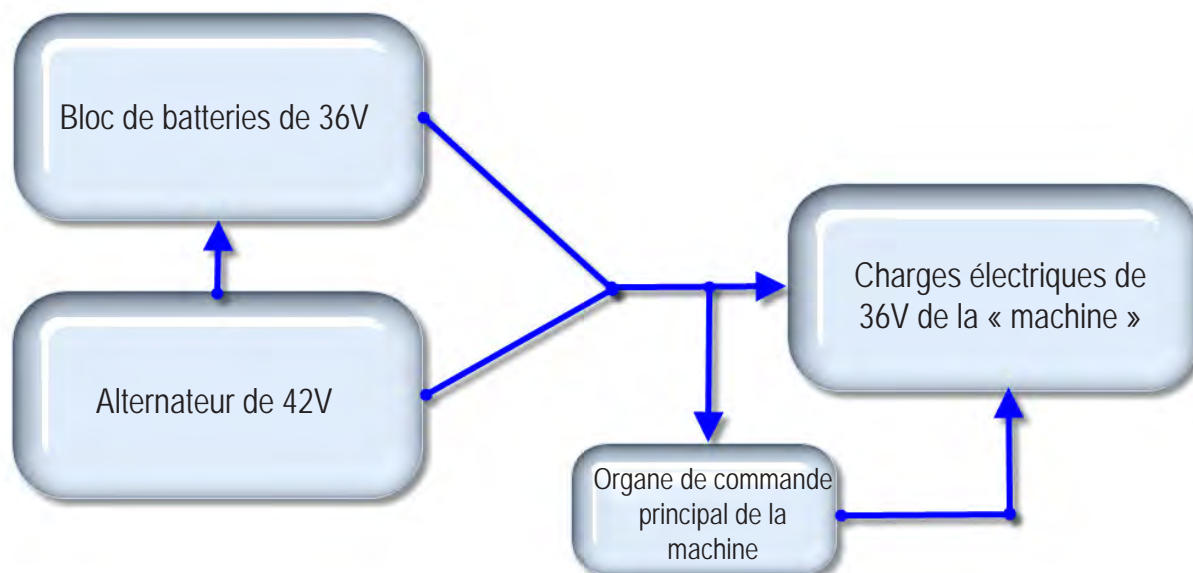 Bloc de batteries de 36V
Alternateur de 42V
Charges électriques de
36V de la « machine »
Organe de commande
principal de la
machine